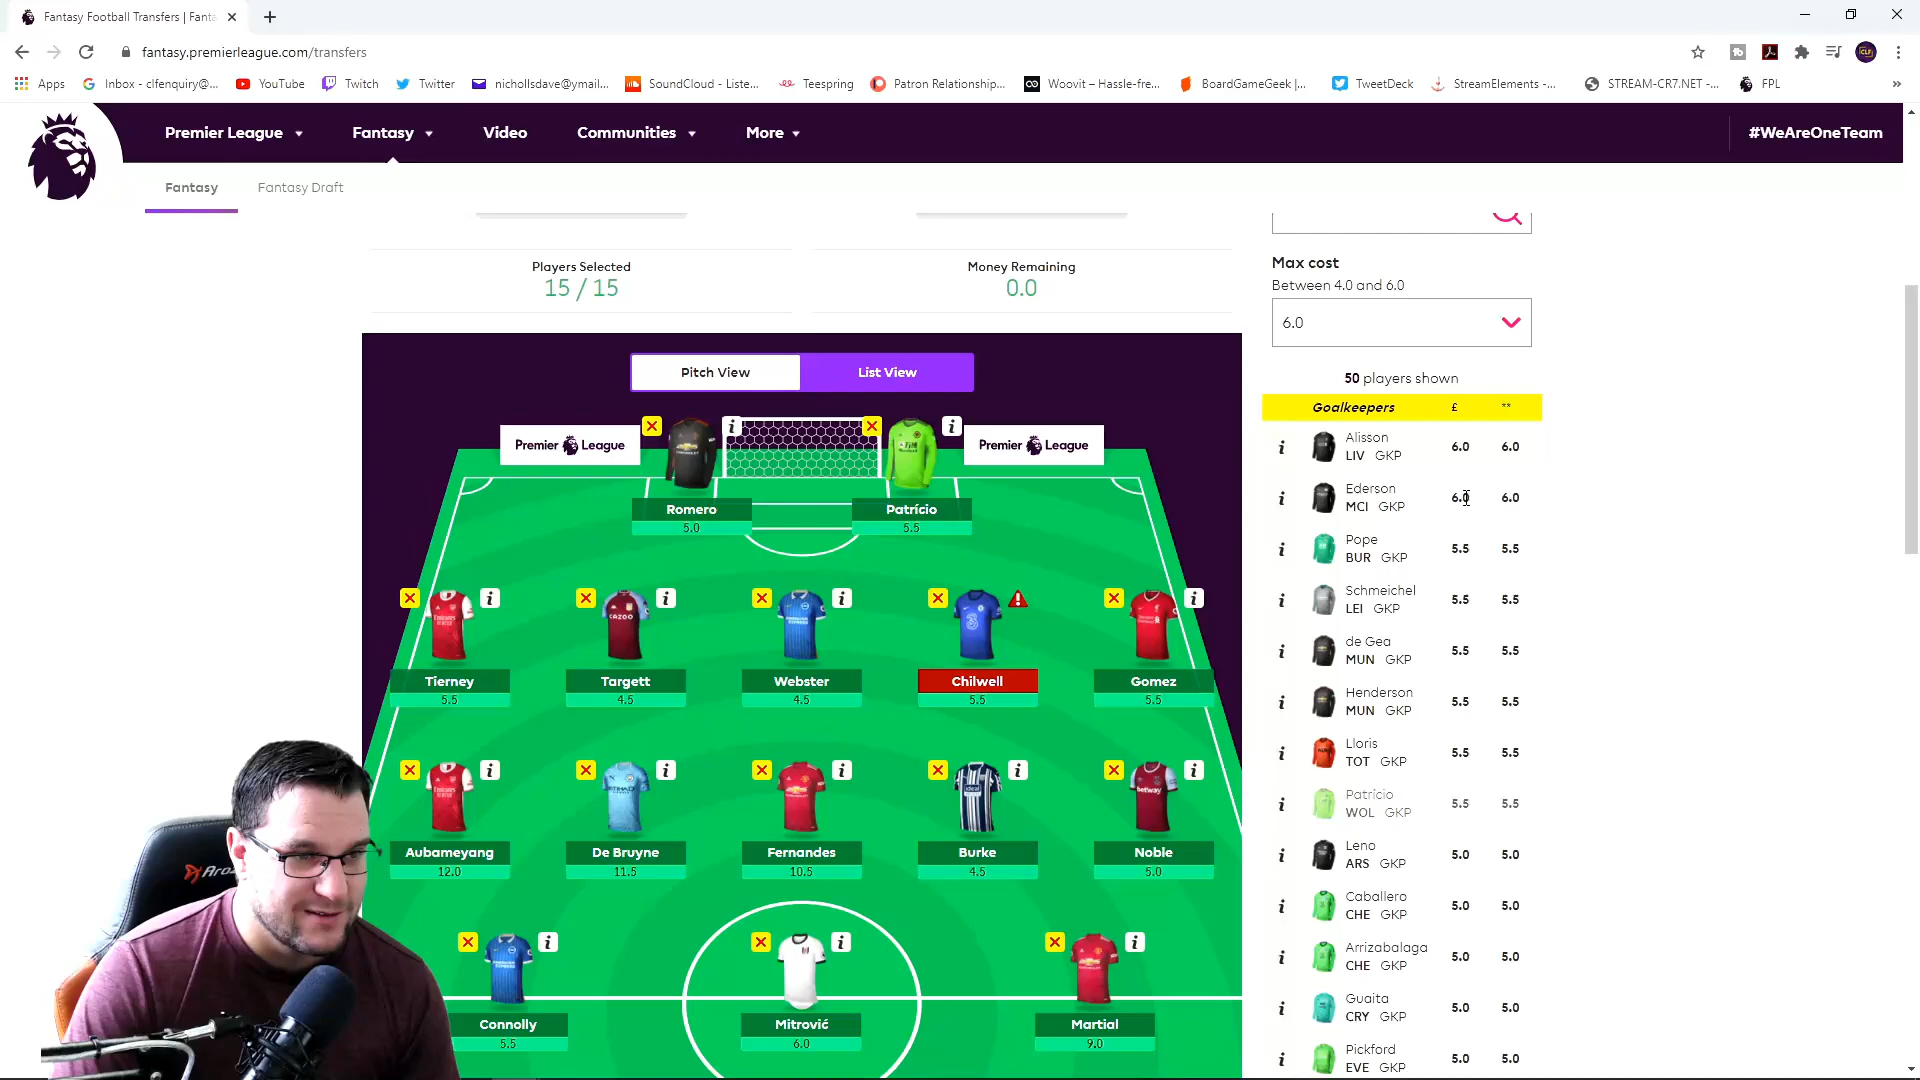 Fantasy Football Transfers | Fanta
fantasy.premierleague.com/transfers
Apps
Inbox - clfenquiry@...
YouTube
Twitch
Twitter
nichollsdave@ymail...
SoundCloud - Liste...
Teespring
Patron Relationship...
Woovit – Hassle-fre...
BoardGameGeek |...
TweetDeck
StreamElements -...
STREAM-CR7.NET -...
FPL
Premier League
Fantasy
Video
Communities
More
#WeAreOneTeam
Fantasy
Fantasy Draft
Players Selected
15 / 15
Money Remaining
0.0
Max cost
Between 4.0 and 6.0
6.0
50 players shown
Pitch View
List View
Premier League
Premier League
Romero
5.0
Patrício
5.5
Tierney
5.5
Targett
4.5
Webster
4.5
Chilwell
5.5
Gomez
5.5
Aubameyang
12.0
De Bruyne
11.5
Fernandes
10.5
Burke
4.5
Noble
5.0
Connolly
5.5
Mitrović
6.0
Martial
9.0
Goalkeepers £ **
Alisson
LIV GKP 6.0 6.0
Ederson
MCI GKP 6.0 6.0
Pope
BUR GKP 5.5 5.5
Schmeichel
LEI GKP 5.5 5.5
de Gea
MUN GKP 5.5 5.5
Henderson
MUN GKP 5.5 5.5
Lloris
TOT GKP 5.5 5.5
Patrício
WOL GKP 5.5 5.5
Leno
ARS GKP 5.0 5.0
Caballero
CHE GKP 5.0 5.0
Arrizabalaga
CHE GKP 5.0 5.0
Guaita
CRY GKP 5.0 5.0
Pickford
EVE GKP 5.0 5.0